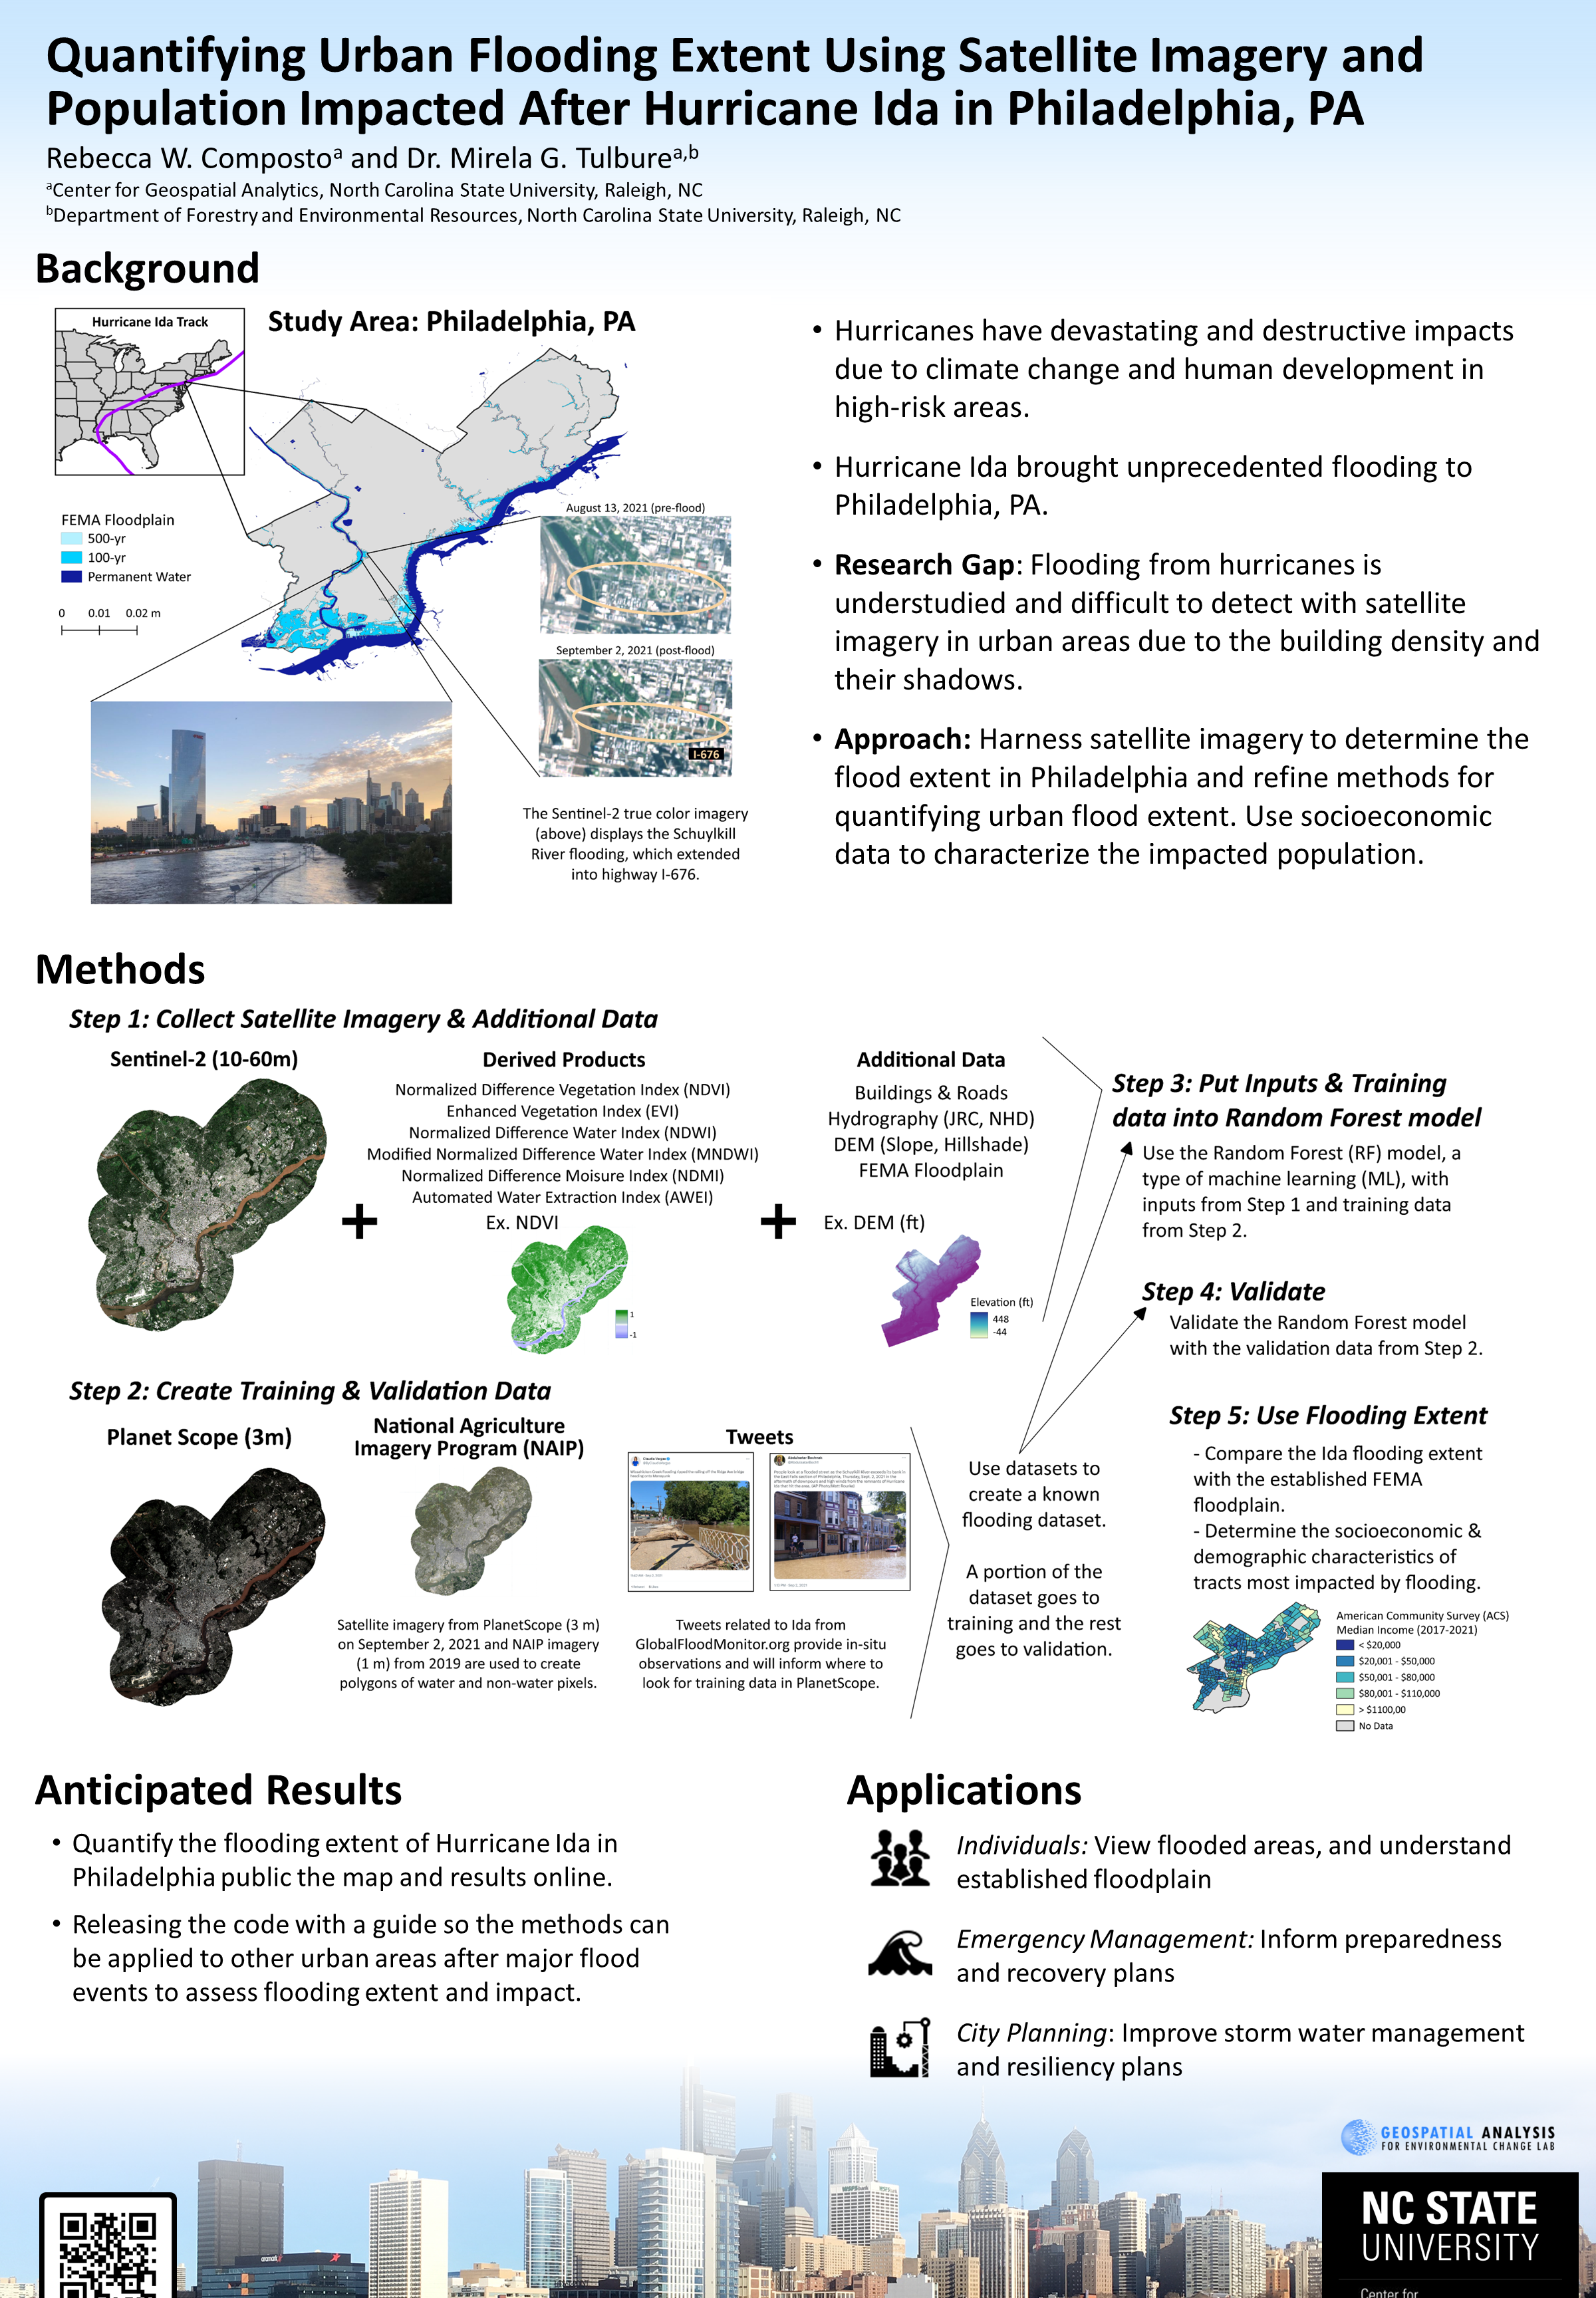 Quantifying Urban Flooding Extent Using Satellite Imagery and
Population Impacted After Hurricane Ida in Philadelphia, PA
Rebecca W. Compostoᵃ and Dr. Mirela G. Tulbureᵃ,ᵇ
ᵃCenter for Geospatial Analytics, North Carolina State University, Raleigh, NC
ᵇDepartment of Forestry and Environmental Resources, North Carolina State University, Raleigh, NC
Background
Hurricane Ida Track
Study Area: Philadelphia, PA
FEMA Floodplain
500-yr
100-yr
Permanent Water
0 0.01 0.02 m
August 13, 2021 (pre-flood)
September 2, 2021 (post-flood)
I-676
The Sentinel-2 true color imagery
(above) displays the Schuylkill
River flooding, which extended
into highway I-676.
• Hurricanes have devastating and destructive impacts
due to climate change and human development in
high-risk areas.
• Hurricane Ida brought unprecedented flooding to
Philadelphia, PA.
• Research Gap: Flooding from hurricanes is
understudied and difficult to detect with satellite
imagery in urban areas due to the building density and
their shadows.
• Approach: Harness satellite imagery to determine the
flood extent in Philadelphia and refine methods for
quantifying urban flood extent. Use socioeconomic
data to characterize the impacted population.
Methods
Step 1: Collect Satellite Imagery & Additional Data
Sentinel-2 (10-60m)
+
Derived Products
Normalized Difference Vegetation Index (NDVI)
Enhanced Vegetation Index (EVI)
Normalized Difference Water Index (NDWI)
Modified Normalized Difference Water Index (MNDWI)
Normalized Difference Moisure Index (NDMI)
Automated Water Extraction Index (AWEI)
Ex. NDVI
1
-1
+
Additional Data
Buildings & Roads
Hydrography (JRC, NHD)
DEM (Slope, Hillshade)
FEMA Floodplain
Ex. DEM (ft)
Elevation (ft)
448
-44
Step 2: Create Training & Validation Data
Planet Scope (3m)
National Agriculture
Imagery Program (NAIP)
Satellite imagery from PlanetScope (3 m)
on September 2, 2021 and NAIP imagery
(1 m) from 2019 are used to create
polygons of water and non-water pixels.
Tweets
Tweets related to Ida from
GlobalFloodMonitor.org provide in-situ
observations and will inform where to
look for training data in PlanetScope.
Use datasets to
create a known
flooding dataset.
A portion of the
dataset goes to
training and the rest
goes to validation.
Step 3: Put Inputs & Training
data into Random Forest model
Use the Random Forest (RF) model, a
type of machine learning (ML), with
inputs from Step 1 and training data
from Step 2.
Step 4: Validate
Validate the Random Forest model
with the validation data from Step 2.
Step 5: Use Flooding Extent
- Compare the Ida flooding extent
with the established FEMA
floodplain.
- Determine the socioeconomic &
demographic characteristics of
tracts most impacted by flooding.
American Community Survey (ACS)
Median Income (2017-2021)
< $20,000
$20,001 - $50,000
$50,001 - $80,000
$80,001 - $110,000
> $1100,00
No Data
Anticipated Results
• Quantify the flooding extent of Hurricane Ida in
Philadelphia public the map and results online.
• Releasing the code with a guide so the methods can
be applied to other urban areas after major flood
events to assess flooding extent and impact.
Applications
Individuals: View flooded areas, and understand
established floodplain
Emergency Management: Inform preparedness
and recovery plans
City Planning: Improve storm water management
and resiliency plans
GEOSPATIAL ANALYSIS
FOR ENVIRONMENTAL CHANGE LAB
NC STATE
UNIVERSITY
Center for
aramark